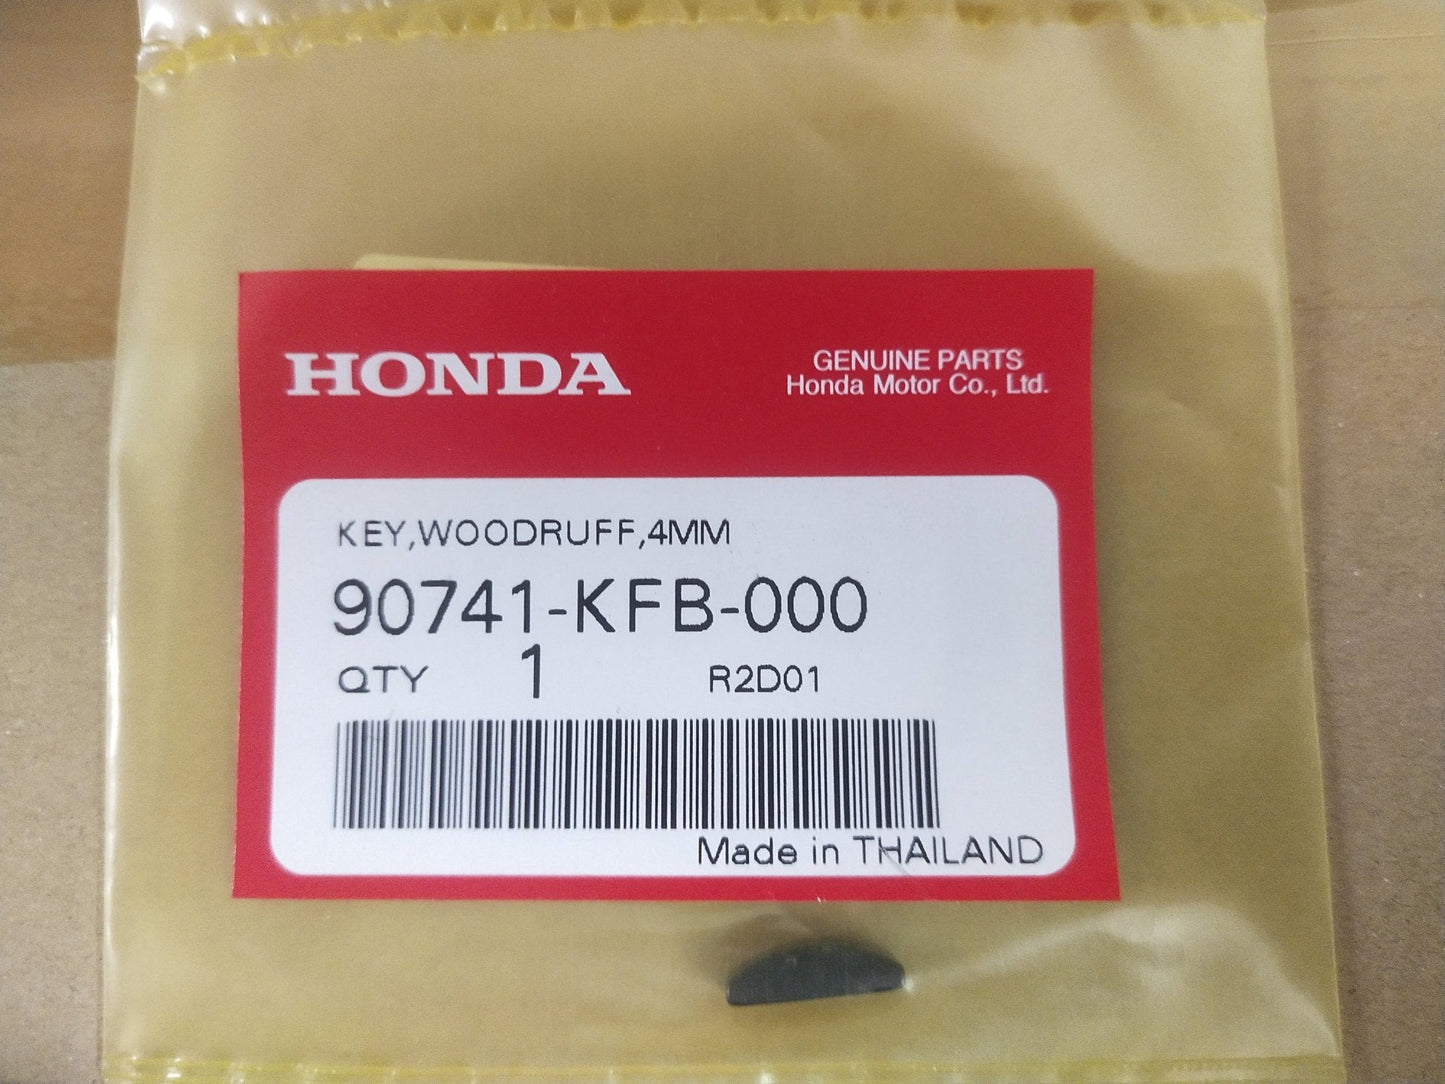 HONDA
GENUINE PARTS
Honda Motor Co., Ltd.
KEY,WOODRUFF,4MM
90741-KFB-000
QTY 1 R2D01
Made in THAILAND